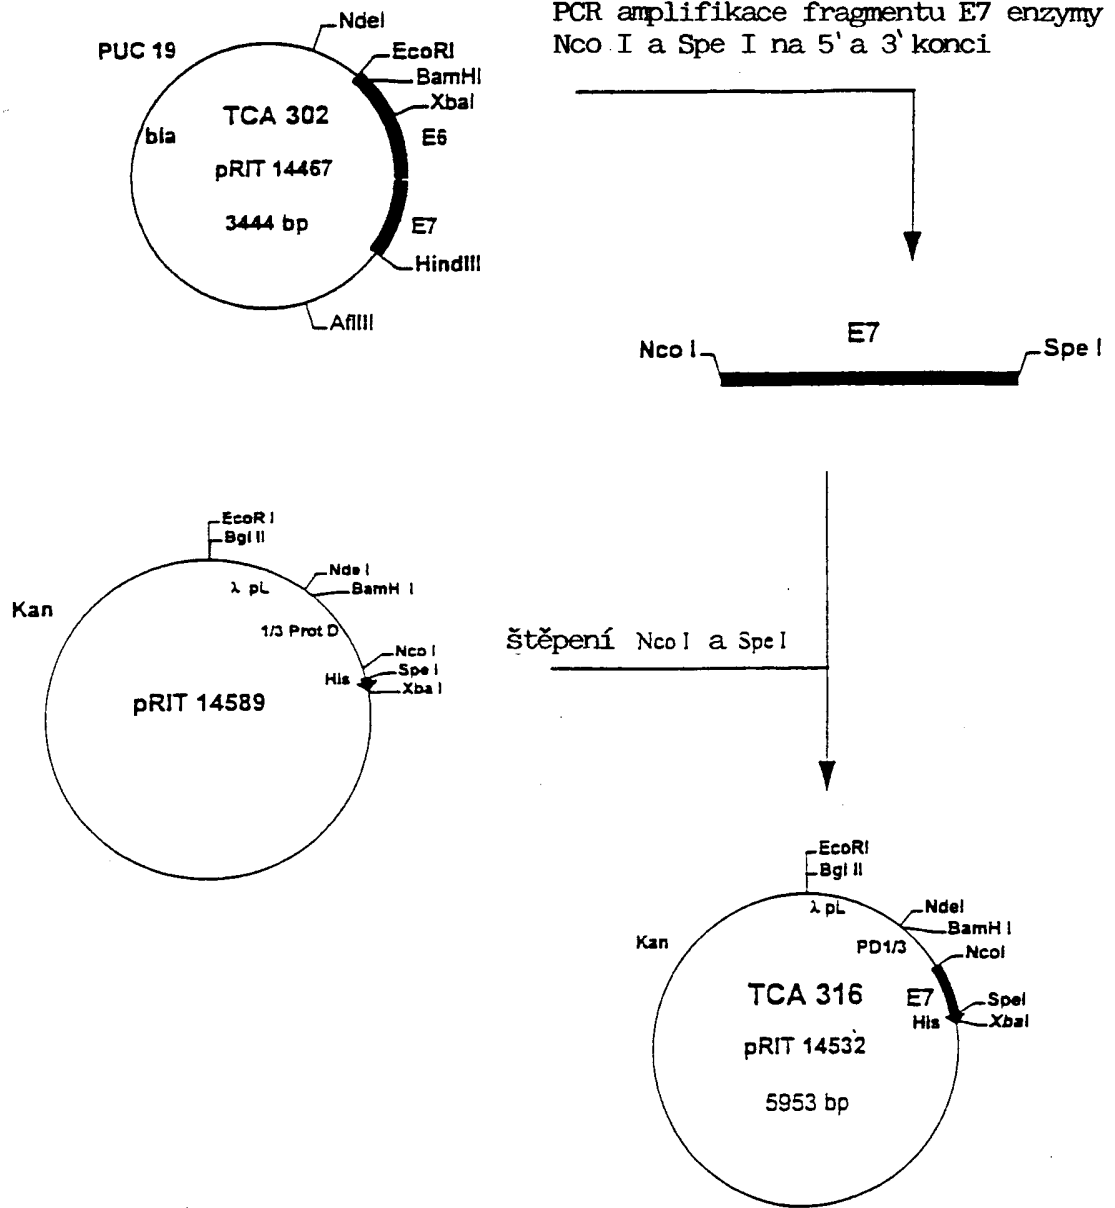 PCR amplifikace fragmentu E7 enzymy
Nco I a Spe I na 5' a 3' konci
PUC 19
NdeI
EcoRI
BamHI
XbaI
bla
TCA 302
E6
pRIT 14467
3444 bp
E7
HindIII
AflIII
E7
Nco I
Spe I
EcoR I
Bgl II
λ pL
Nde I
BamH I
Kan
1/3 Prot D
Nco I
Spe I
His
Xba I
pRIT 14589
štěpení Nco I a Spe I
EcoRI
Bgl II
λ pL
NdeI
BamH I
Kan
PD1/3
NcoI
TCA 316
E7
SpeI
His
XbaI
pRIT 14532
5953 bp